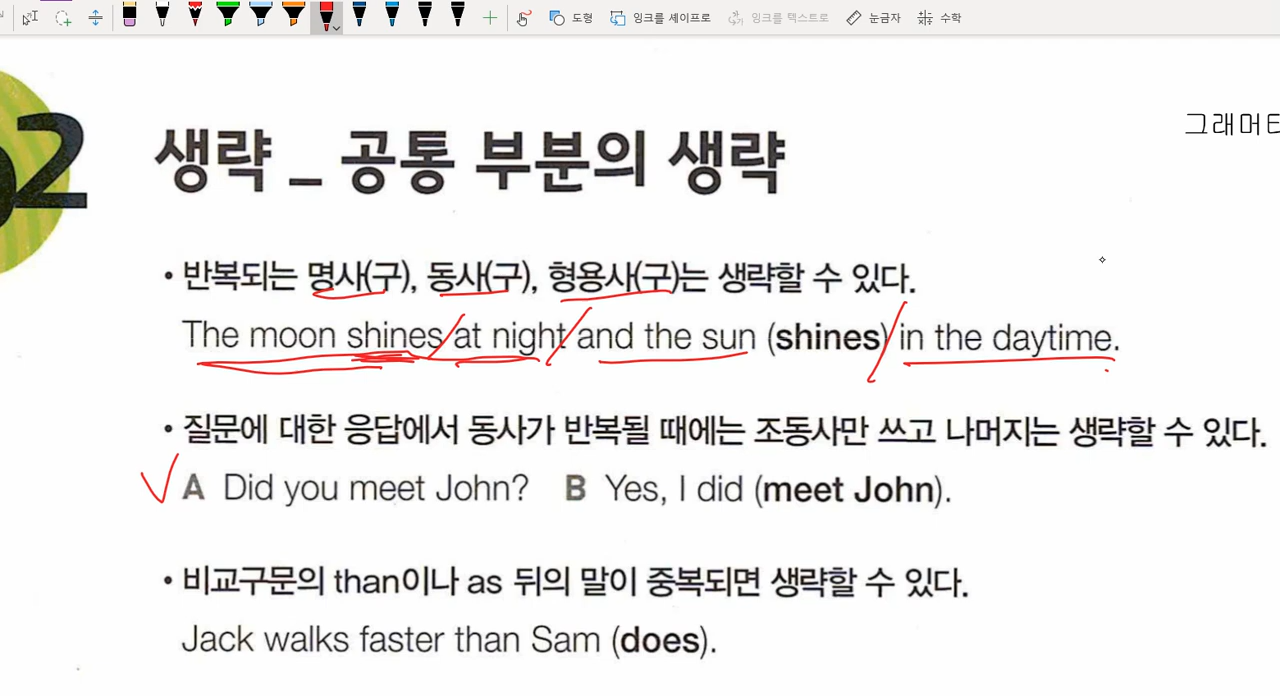 도형 잉크를 셰이프로 잉크를 텍스트로 눈금자 수학
그래머
2 생략 _ 공통 부분의 생략
• 반복되는 명사(구), 동사(구), 형용사(구)는 생략할 수 있다.
The moon shines at night and the sun (shines) in the daytime.
• 질문에 대한 응답에서 동사가 반복될 때에는 조동사만 쓰고 나머지는 생략할 수 있다.
A Did you meet John? B Yes, I did (meet John).
• 비교구문의 than이나 as 뒤의 말이 중복되면 생략할 수 있다.
Jack walks faster than Sam (does).